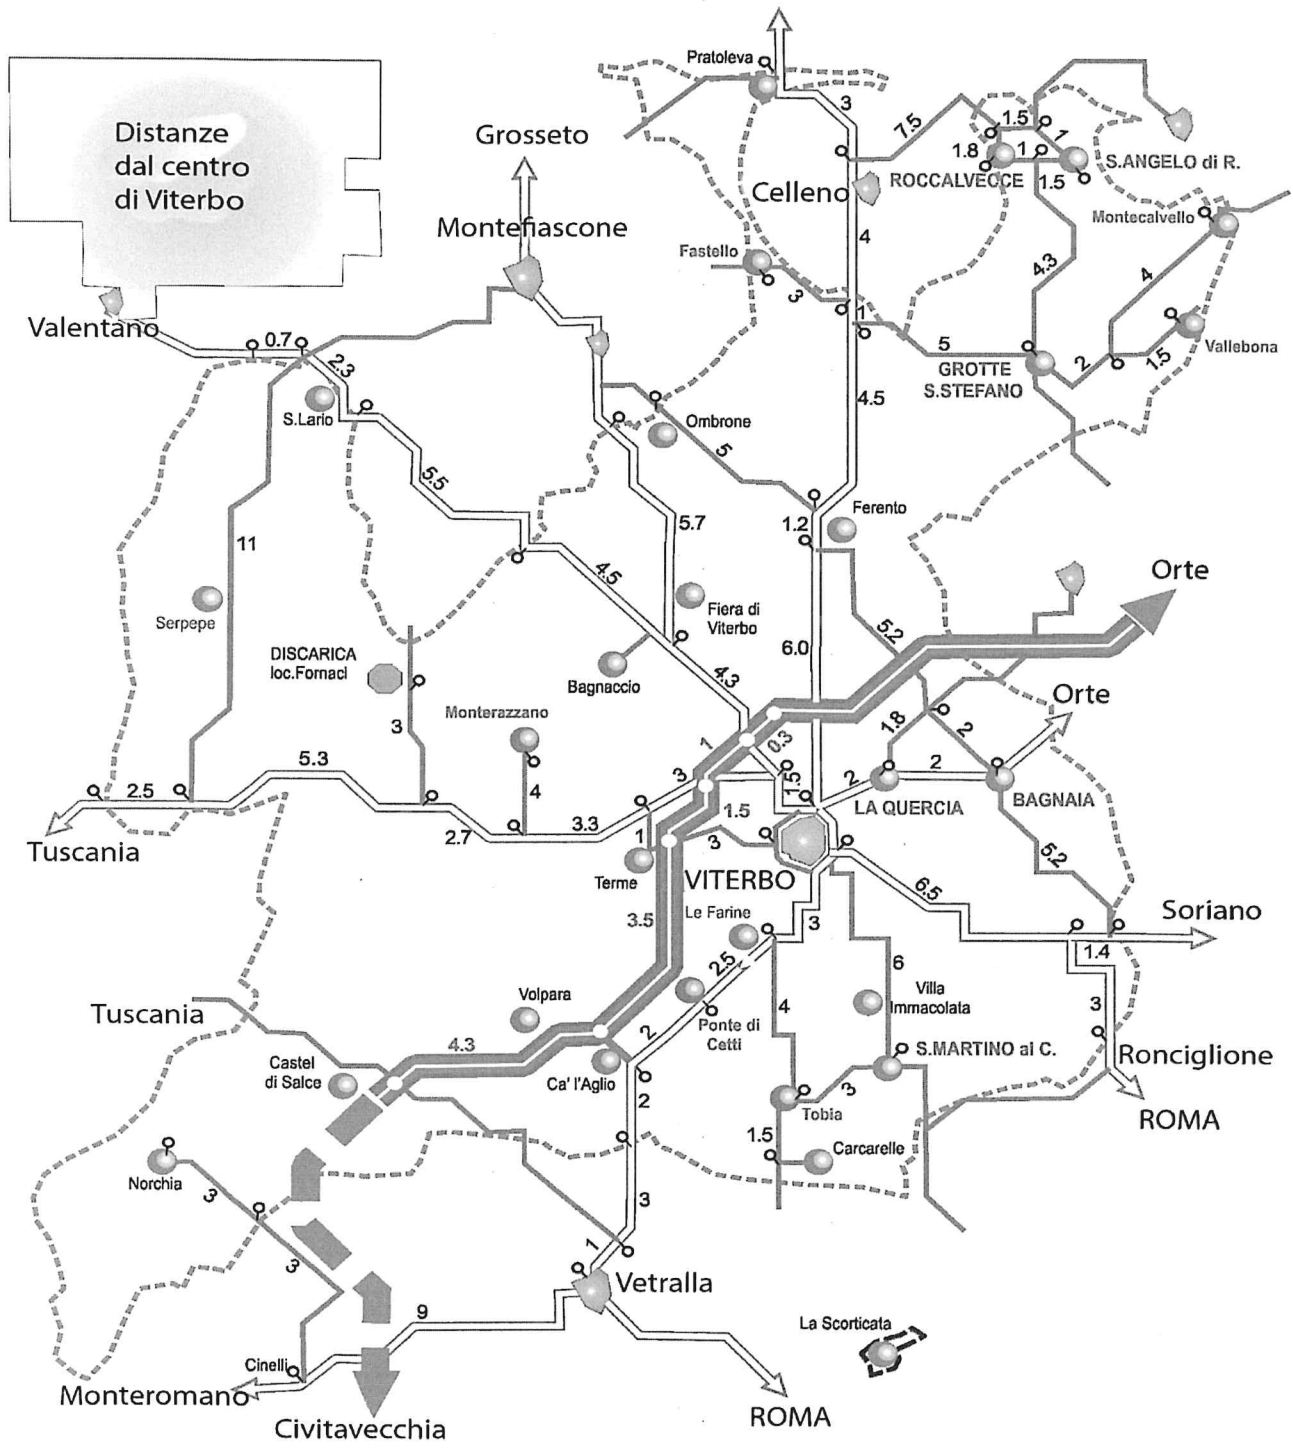 Distanze
dal centro
di Viterbo
Pratoleva
3
Grosseto
7.5
1.5
1
1.8
1
S.ANGELO di R.
ROCCALVECCE
1.5
Celleno
Montefiascone
4
Montecalvello
Fastello
3
4.3
4
1
Valentano
0.7
2.3
5
GROTTE
S.STEFANO
2
1.5
Vallebona
S.Lario
4.5
Ombrone
5
5.5
5.7
1.2
Ferento
11
4.5
Orte
Serpepe
Fiera di
Viterbo
5.2
DISCARICA
loc.Fornaci
Bagnaccio
6.0
4.3
Orte
Monterazzano
3
1
0.3
1.8
2
5.3
3
1.5
2
2
2.5
4
LA QUERCIA
BAGNAIA
Tuscania
2.7
3.3
1
1.5
3
5.2
Terme
VITERBO
6.5
3.5
Le Farine
3
Soriano
1.4
2.5
6
Tuscania
Volpara
4
Villa
Immacolata
3
4.3
2
Ponte di
Cetti
Castel
di Salce
Ca' l'Aglio
S.MARTINO al C.
Ronciglione
2
3
Tobia
ROMA
1.5
Carcarelle
Norchia
3
3
3
1
Vetralla
9
La Scorticata
Cinelli
Monteromano
Civitavecchia
ROMA